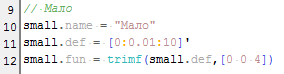 9 // Мало
10 small.name = "Мало"
11 small.def = [0:0.01:10]'
12 small.fun = trimf(small.def,[0 0 4])